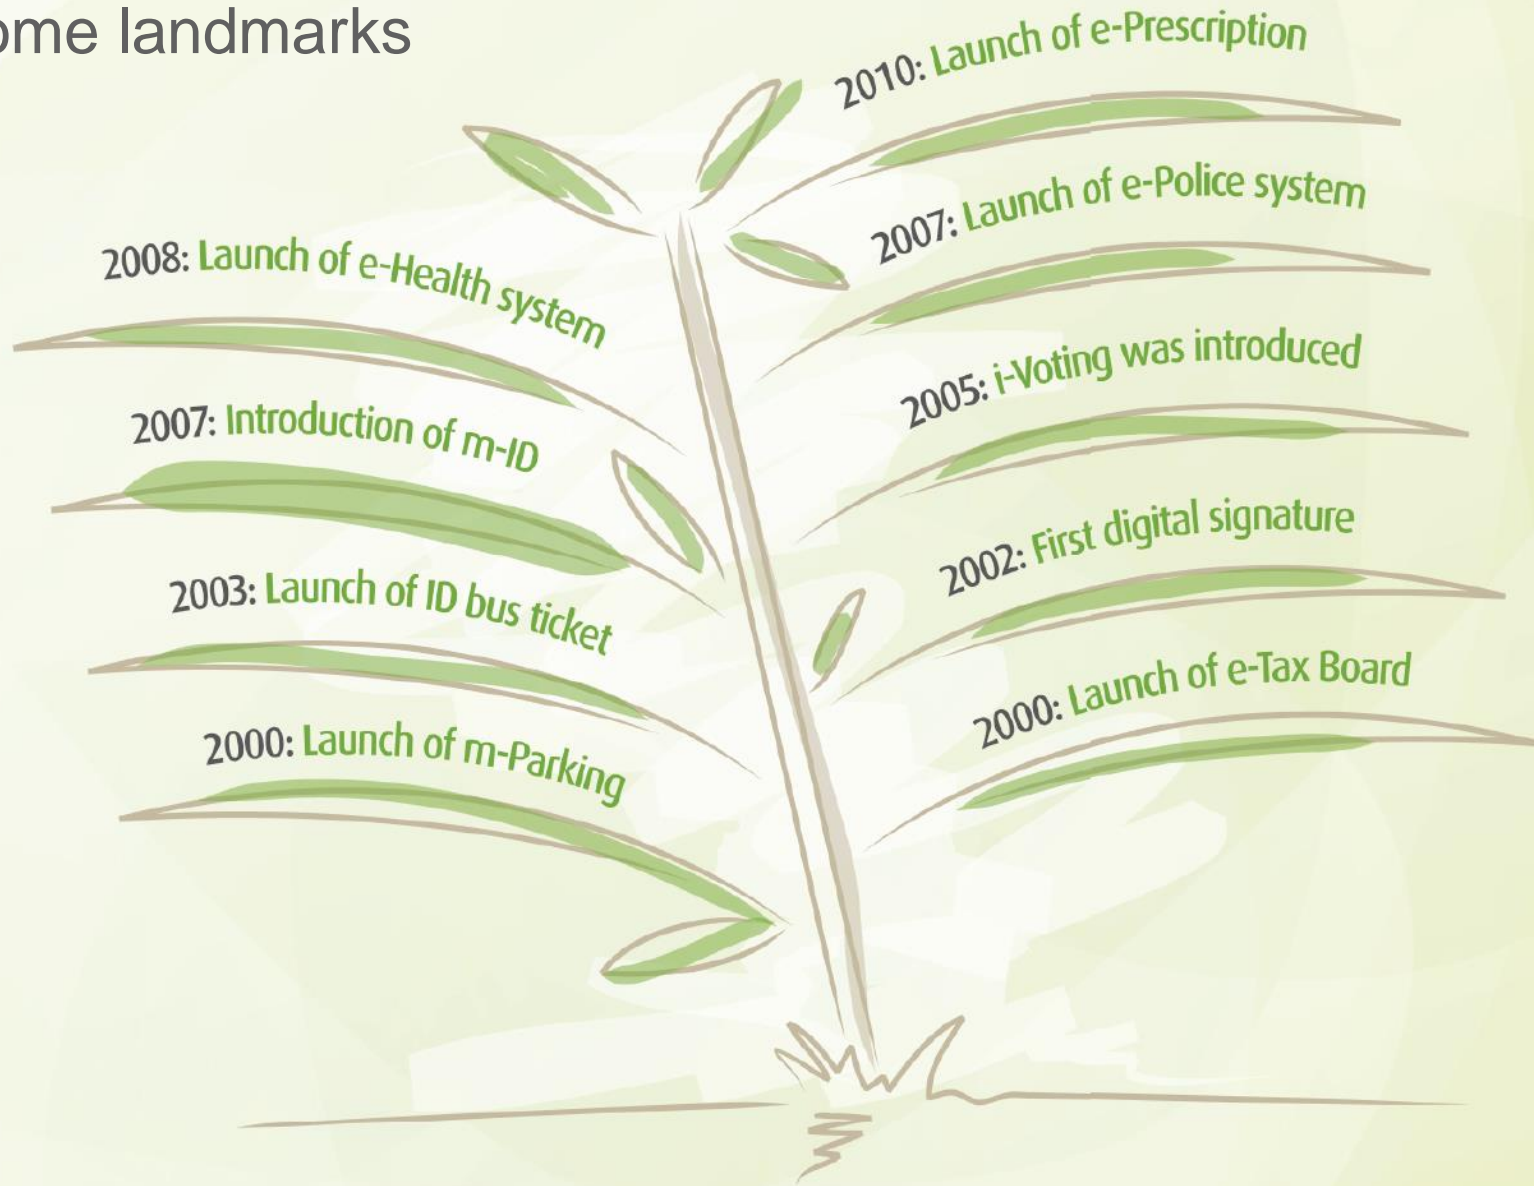 ome landmarks
2008: Launch of e-Health system
2007: Introduction of m-ID
2003: Launch of ID bus ticket
2000: Launch of m-Parking
2010: Launch of e-Prescription
2007: Launch of e-Police system
2005: i-Voting was introduced
2002: First digital signature
2000: Launch of e-Tax Board